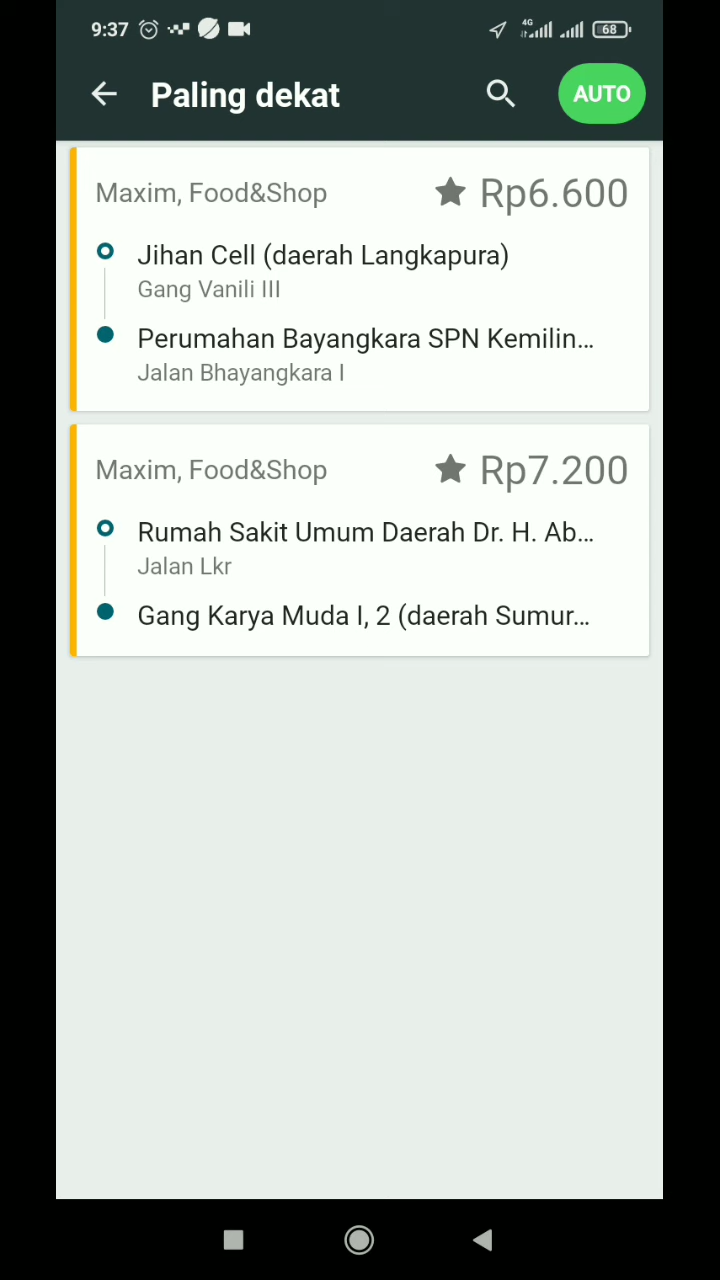 9:37 4G 68
Paling dekat AUTO
Maxim, Food&Shop Rp6.600
Jihan Cell (daerah Langkapura)
Gang Vanili III
Perumahan Bayangkara SPN Kemilin...
Jalan Bhayangkara I
Maxim, Food&Shop Rp7.200
Rumah Sakit Umum Daerah Dr. H. Ab...
Jalan Lkr
Gang Karya Muda I, 2 (daerah Sumur...